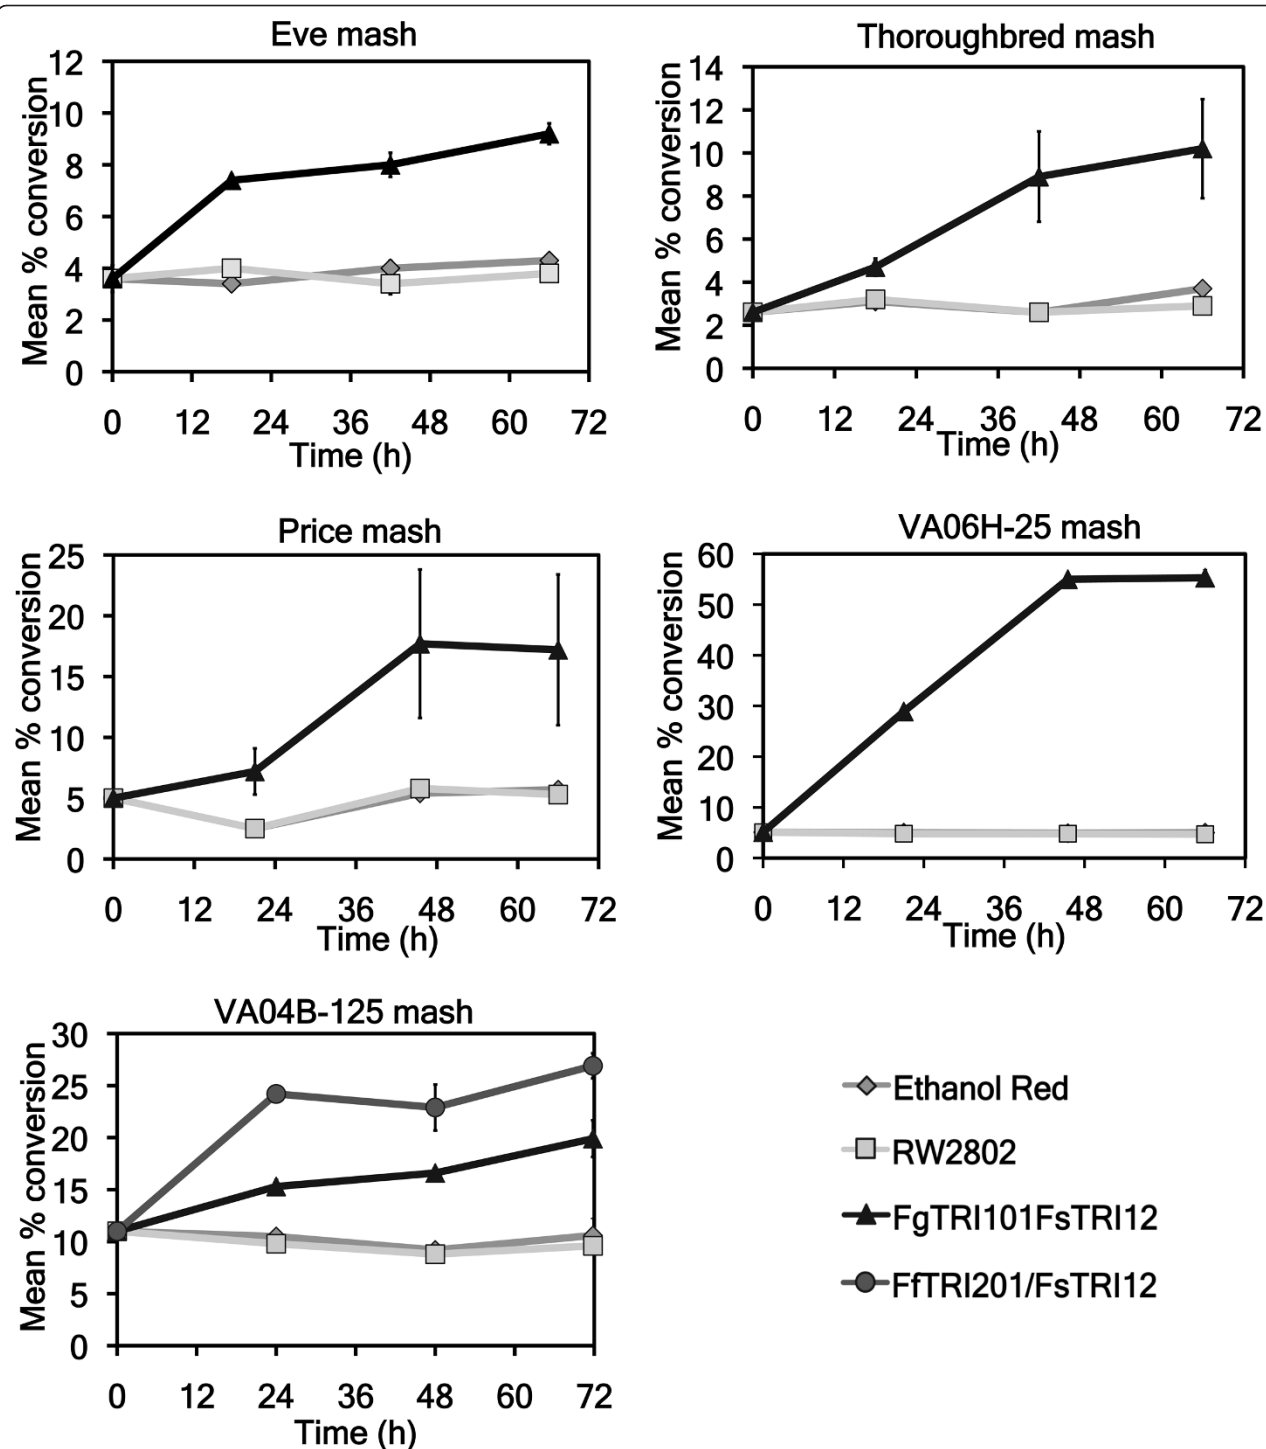 Eve mash
Mean % conversion
12
10
8
6
4
2
0
0 12 24 36 48 60 72
Time (h)
Thoroughbred mash
Mean % conversion
14
12
10
8
6
4
2
0
0 12 24 36 48 60 72
Time (h)
Price mash
Mean % conversion
25
20
15
10
5
0
0 12 24 36 48 60 72
Time (h)
VA06H-25 mash
Mean % conversion
60
50
40
30
20
10
0
0 12 24 36 48 60 72
Time (h)
VA04B-125 mash
Mean % conversion
30
25
20
15
10
5
0
0 12 24 36 48 60 72
Time (h)
Ethanol Red
RW2802
FgTRI101FsTRI12
FfTRI201/FsTRI12